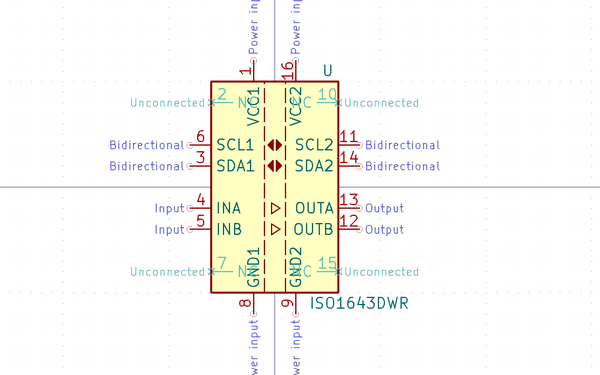 Power inp Power inp
1 16 U
2 NC VCC1 VCC2 NC 10
Unconnected Unconnected
Bidirectional 6 SCL1 SCL2 11 Bidirectional
Bidirectional 3 SDA1 SDA2 14 Bidirectional
Input 4 INA OUTA 13 Output
Input 5 INB OUTB 12 Output
Unconnected 7 NC GND1 GND2 NC 15 Unconnected
8 9 ISO1643DWR
wer input wer input